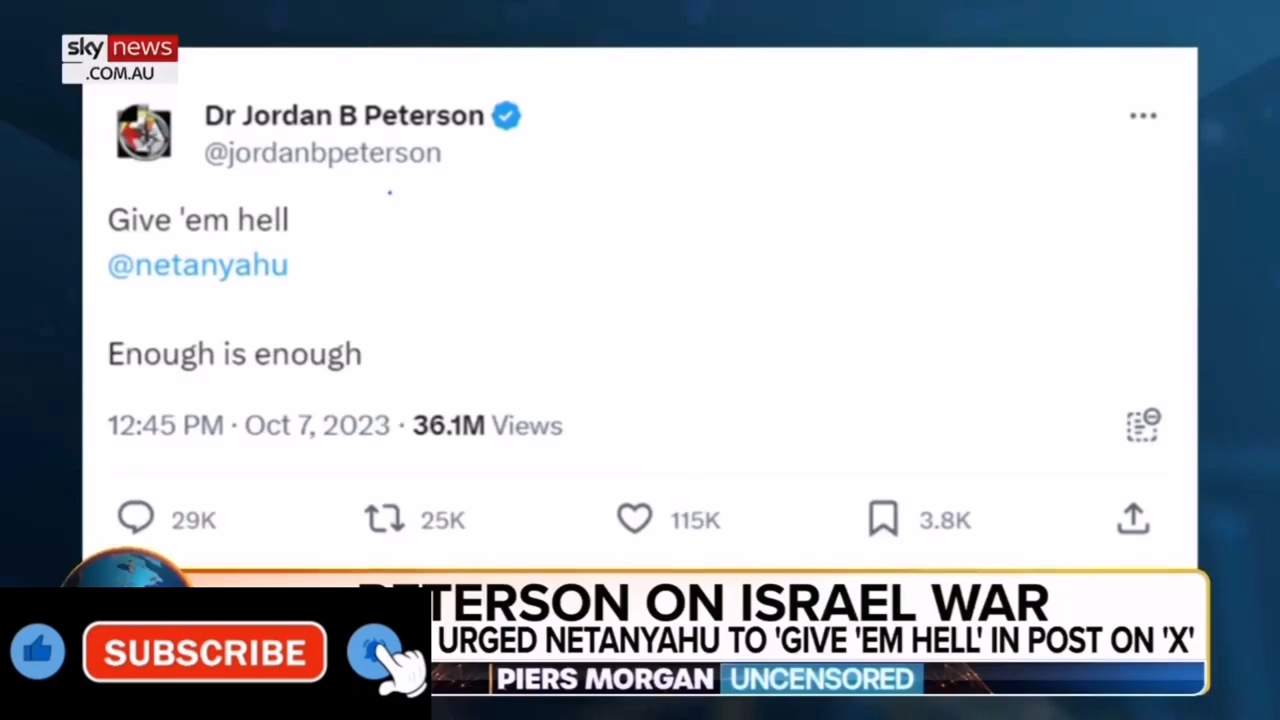 sky news
.COM.AU
Dr Jordan B Peterson
@jordanbpeterson
Give 'em hell
@netanyahu
Enough is enough
12:45 PM · Oct 7, 2023 · 36.1M Views
29K 25K 115K 3.8K
PETERSON ON ISRAEL WAR
URGED NETANYAHU TO 'GIVE 'EM HELL' IN POST ON 'X'
SUBSCRIBE
PIERS MORGAN UNCENSORED